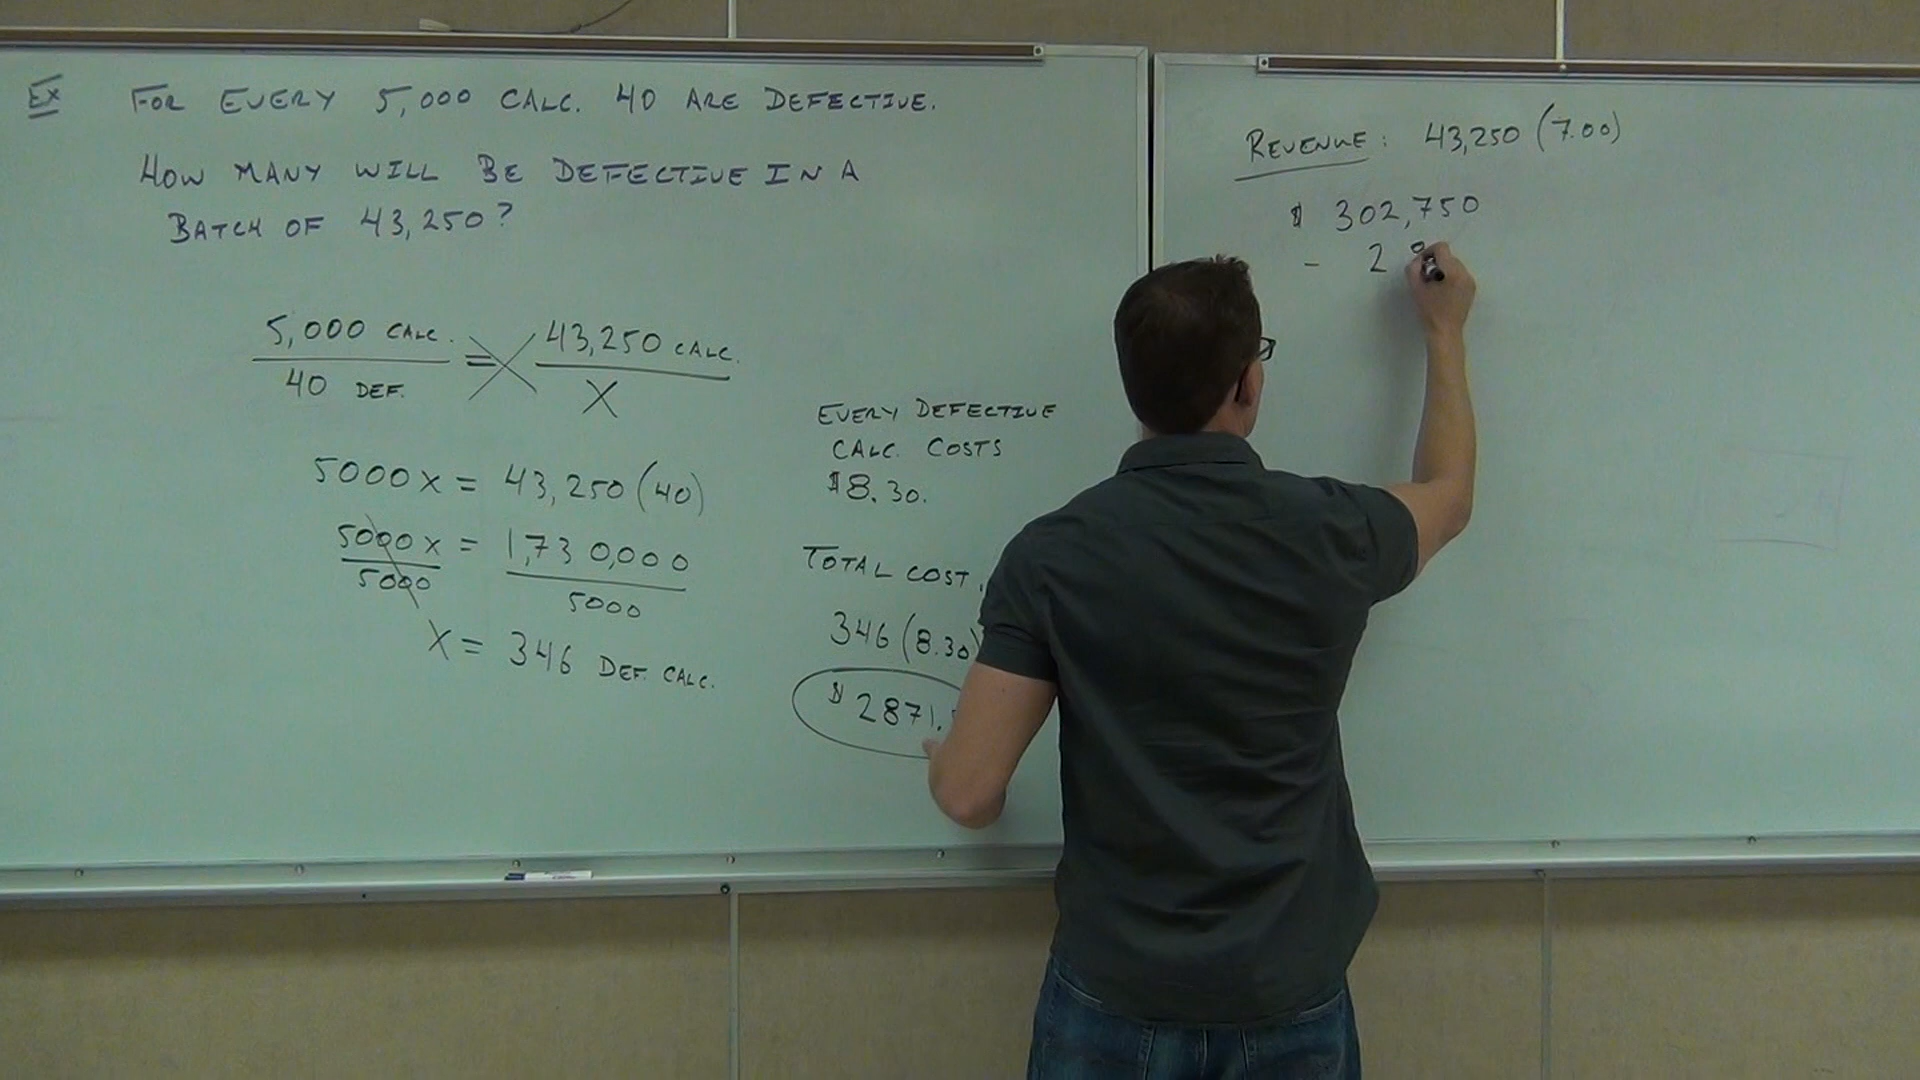 Ex FOR EVERY 5,000 CALC. 40 ARE DEFECTIVE.
HOW MANY WILL BE DEFECTIVE IN A
BATCH OF 43,250?
5,000 CALC. = 43,250 CALC.
40 DEF. X
5000x = 43,250(40)
5000x = 1,730,000
5000 5000
X = 346 DEF. CALC.
EVERY DEFECTIVE
CALC. COSTS
$8.30.
TOTAL COST
346(8.30)
$2871.
REVENUE: 43,250(7.00)
$ 302,750
- 2